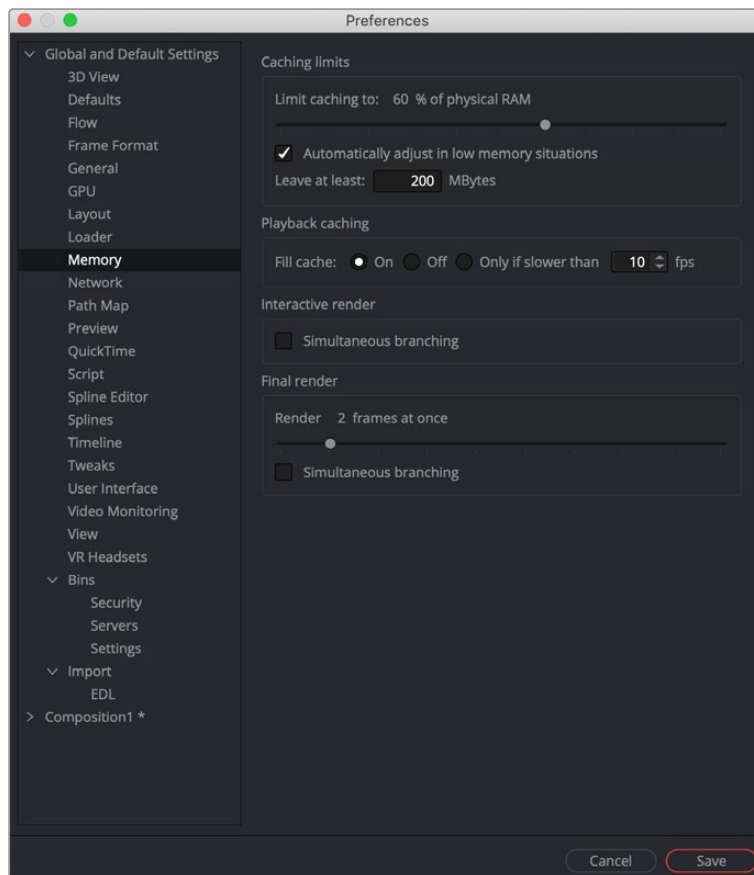 Preferences
Global and Default Settings
3D View
Defaults
Flow
Frame Format
General
GPU
Layout
Loader
Memory
Network
Path Map
Preview
QuickTime
Script
Spline Editor
Splines
Timeline
Tweaks
User Interface
Video Monitoring
View
VR Headsets
Bins
Security
Servers
Settings
Import
EDL
Composition1 *
Caching limits
Limit caching to: 60 % of physical RAM
Automatically adjust in low memory situations
Leave at least: 200 MBytes
Playback caching
Fill cache: On Off Only if slower than 10 fps
Interactive render
Simultaneous branching
Final render
Render 2 frames at once
Simultaneous branching
Cancel Save